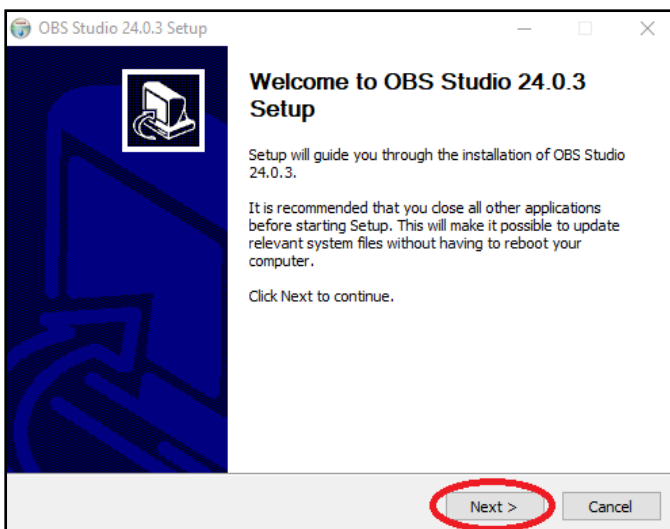 OBS Studio 24.0.3 Setup
Welcome to OBS Studio 24.0.3
Setup
Setup will guide you through the installation of OBS Studio
24.0.3.
It is recommended that you close all other applications
before starting Setup. This will make it possible to update
relevant system files without having to reboot your
computer.
Click Next to continue.
Next >
Cancel